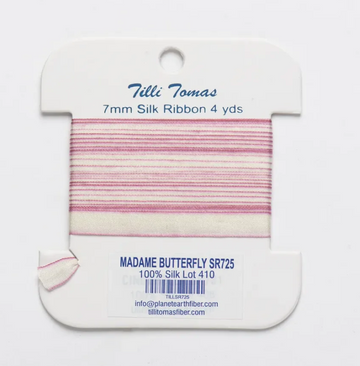 Tilli Tomas
7mm Silk Ribbon 4 yds
MADAME BUTTERFLY SR725
100% Silk Lot 410
TILLSR725
info@planetearthfiber.com
tillitomasfiber.com